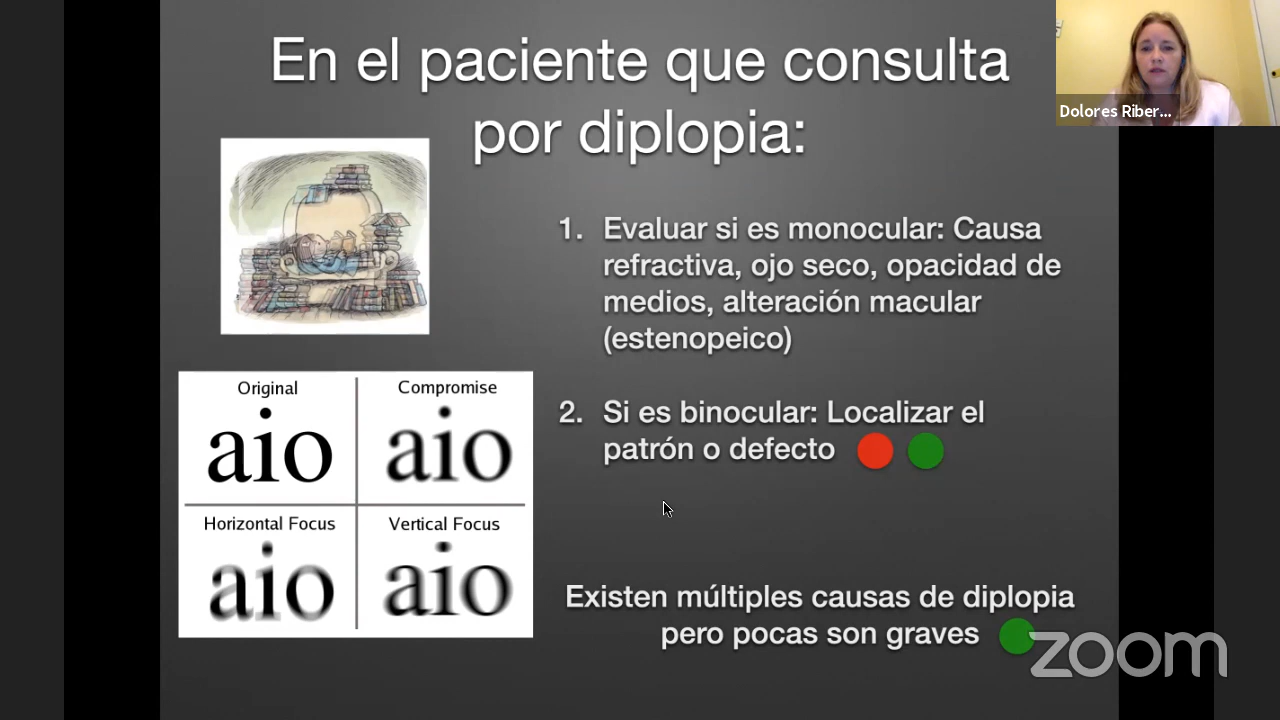 En el paciente que consulta
por diplopia:
Dolores Riber...
1. Evaluar si es monocular: Causa
refractiva, ojo seco, opacidad de
medios, alteración macular
(estenopeico)
2. Si es binocular: Localizar el
patrón o defecto
Original
aio
Compromise
aio
Horizontal Focus
aio
Vertical Focus
aio
Existen múltiples causas de diplopia
pero pocas son graves
zoom